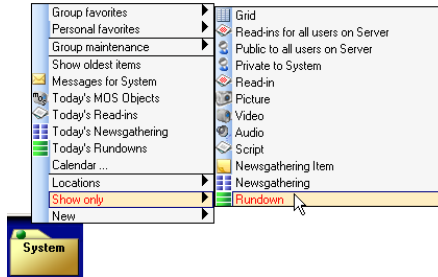 Group favorites
Personal favorites
Group maintenance
Show oldest items
Messages for System
Today's MOS Objects
Today's Read-ins
Today's Newsgathering
Today's Rundowns
Calendar ...
Locations
Show only
New
Grid
Read-ins for all users on Server
Public to all users on Server
Private to System
Read-in
Picture
Video
Audio
Script
Newsgathering Item
Newsgathering
Rundown
System